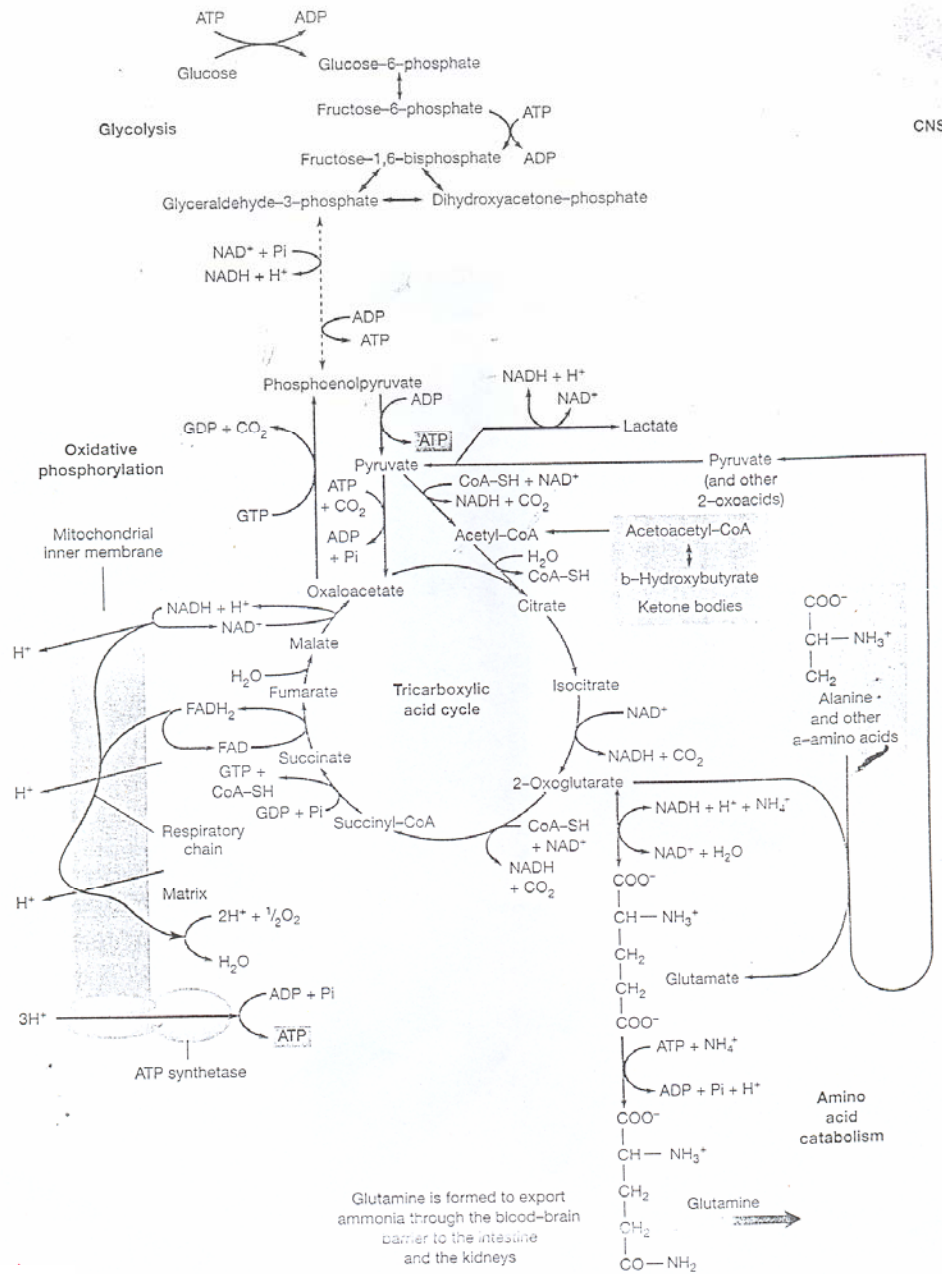 ATP
ADP
Glucose
Glucose–6–phosphate
Fructose–6–phosphate
ATP
Glycolysis
CNS
Fructose–1,6–bisphosphate
ADP
Glyceraldehyde–3–phosphate
Dihydroxyacetone–phosphate
NAD⁺ + Pi
NADH + H⁺
ADP
ATP
Phosphoenolpyruvate
NADH + H⁺
NAD⁺
ADP
Lactate
GDP + CO₂
ATP
Oxidative
phosphorylation
Pyruvate
Pyruvate
(and other
2–oxoacids)
ATP
+ CO₂
CoA–SH + NAD⁺
NADH + CO₂
GTP
Mitochondrial
inner membrane
ADP
+ Pi
Acetyl–CoA
Acetoacetyl–CoA
H₂O
CoA–SH
b–Hydroxybutyrate
Oxaloacetate
Citrate
Ketone bodies
NADH + H⁺
NAD⁺
H⁺
Malate
COO⁻
CH — NH₃⁺
CH₂
H₂O
Fumarate
Tricarboxylic
acid cycle
Isocitrate
Alanine
and other
a–amino acids
FADH₂
NAD⁺
FAD
Succinate
NADH + CO₂
GTP +
CoA–SH
2–Oxoglutarate
H⁺
GDP + Pi
Succinyl–CoA
NADH + H⁺ + NH₄⁺
CoA–SH
+ NAD⁺
Respiratory
chain
NADH
+ CO₂
NAD⁺ + H₂O
COO⁻
H⁺
Matrix
2H⁺ + ½O₂
CH — NH₃⁺
CH₂
H₂O
Glutamate
CH₂
ADP + Pi
COO⁻
3H⁺
ATP
ATP + NH₄⁺
ATP synthetase
ADP + Pi + H⁺
Amino
acid
catabolism
COO⁻
CH — NH₃⁺
CH₂
Glutamine is formed to export
ammonia through the blood–brain
barrier to the intestine
and the kidneys
Glutamine
CH₂
CO — NH₂